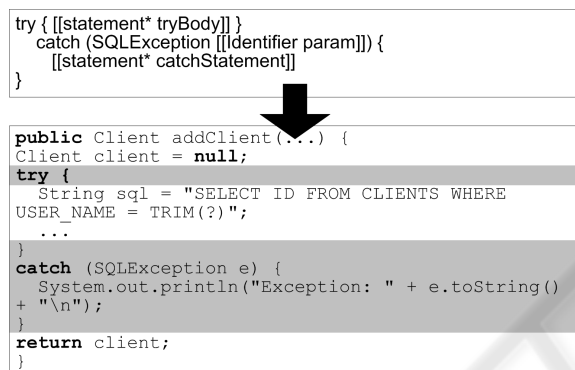 try { [[statement* tryBody]] }
catch (SQLException [[Identifier param]]) {
[[statement* catchStatement]]
}
public Client addClient(...) {
Client client = null;
try {
String sql = "SELECT ID FROM CLIENTS WHERE
USER_NAME = TRIM(?)";
...
}
catch (SQLException e) {
System.out.println("Exception: " + e.toString()
+ "\n");
}
return client;
}